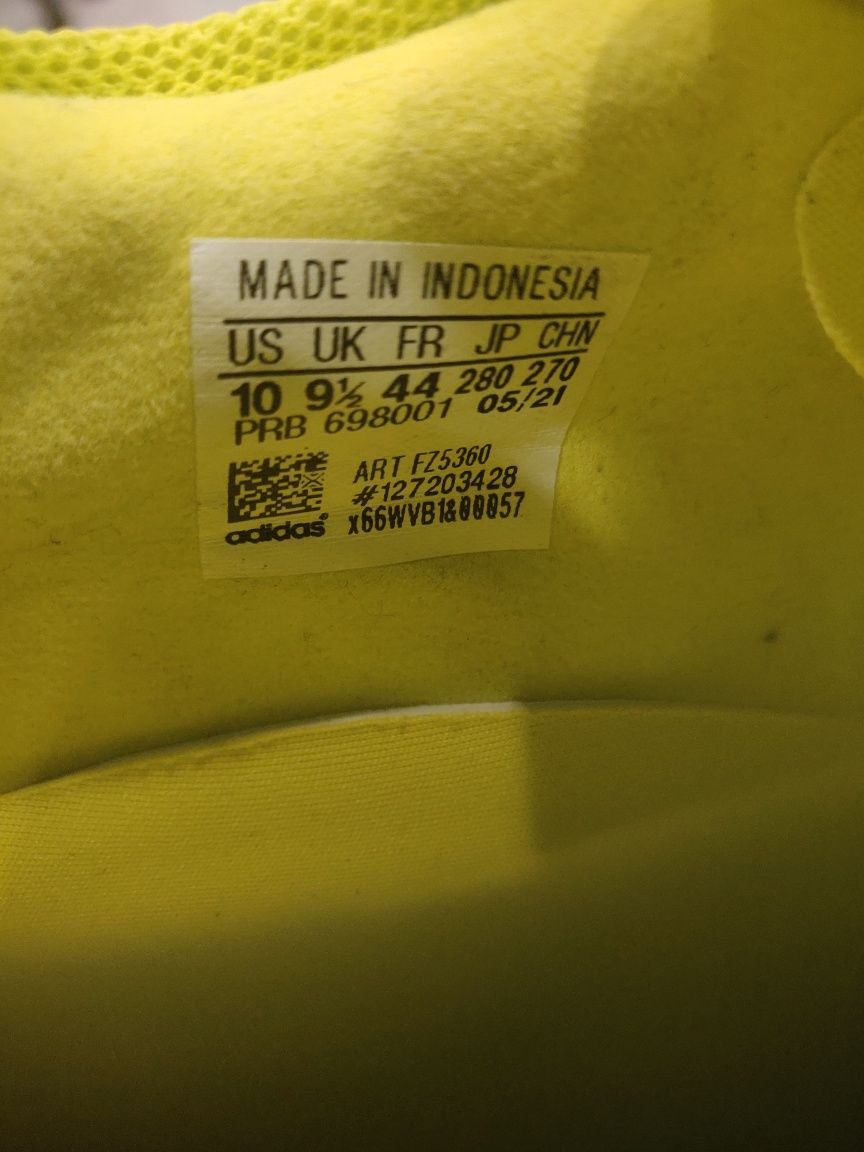 MADE IN INDONESIA
US UK FR JP CHN
10 9½ 44 280 270
PRB 698001 05/21
ART FZ5360
#127203428
adidas® x66WVB1&00057